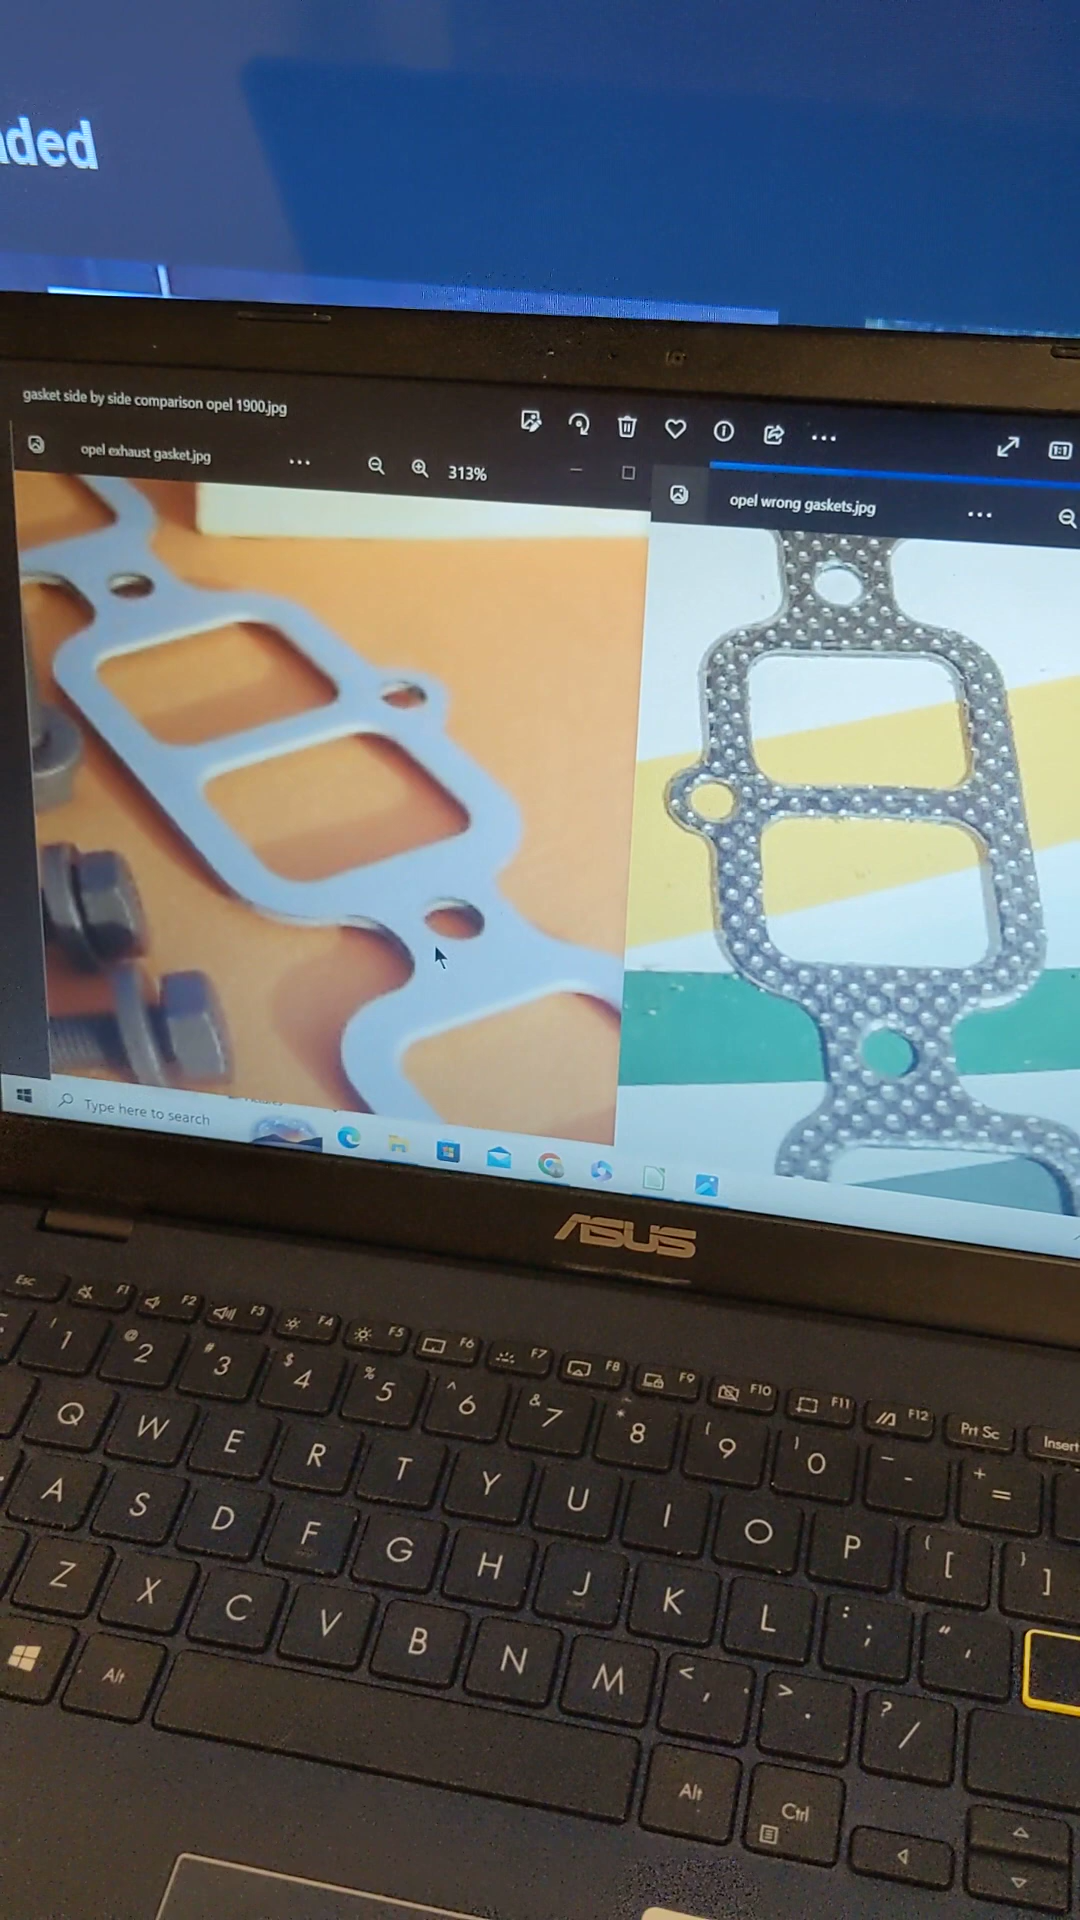 ded
gasket side by side comparison opel 1900.jpg
opel exhaust gasket.jpg
313%
1:1
opel wrong gaskets.jpg
Type here to search
ASUS
Esc F1 F2 F3 F4 F5 F6 F7 F8 F9 F10 F11 F12 Prt Sc Insert
! 1 @ 2 # 3 $ 4 % 5 ^ 6 & 7 * 8 ( 9 ) 0 _ - + =
Q W E R T Y U I O P { [ } ]
A S D F G H J K L : ; " '
Z X C V B N M < , > . ? /
Alt Alt Ctrl